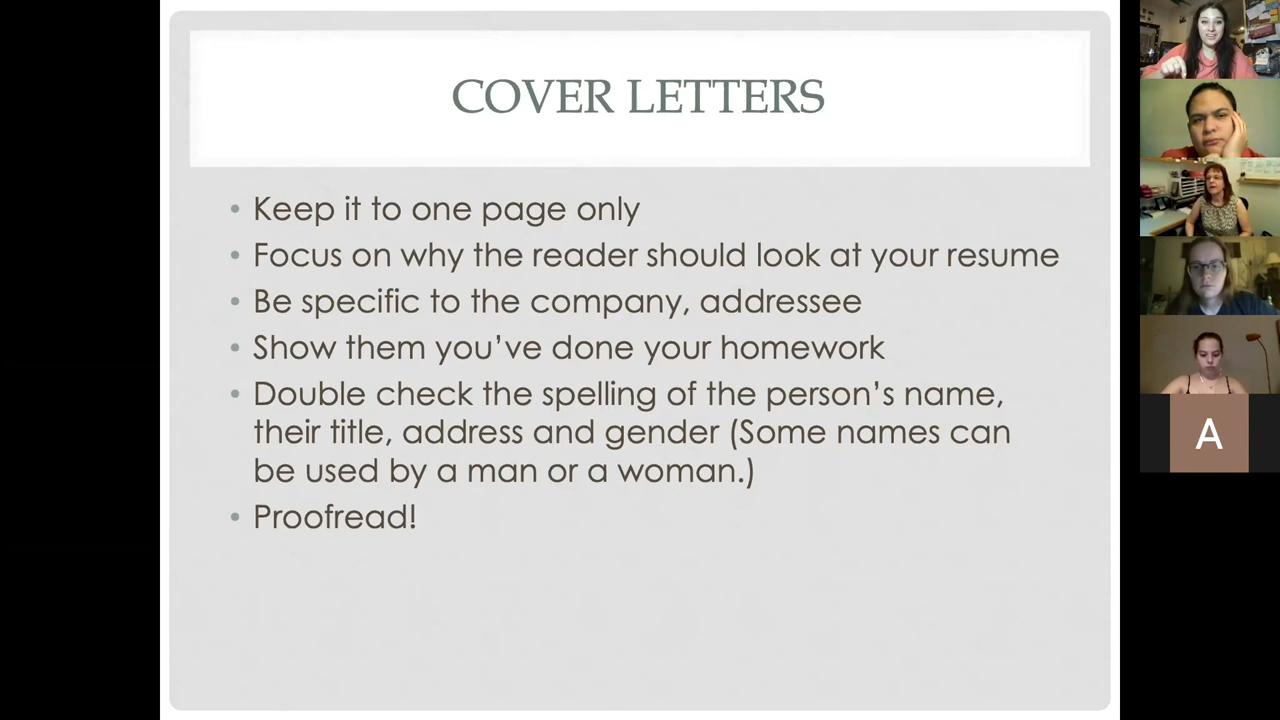 COVER LETTERS
• Keep it to one page only
• Focus on why the reader should look at your resume
• Be specific to the company, addressee
• Show them you’ve done your homework
• Double check the spelling of the person’s name,
their title, address and gender (Some names can
be used by a man or a woman.)
• Proofread!
A